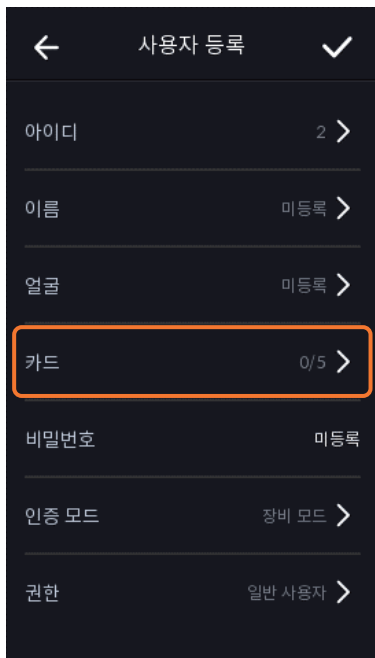 사용자 등록
아이디 2
이름 미등록
얼굴 미등록
카드 0/5
비밀번호 미등록
인증 모드 장비 모드
권한 일반 사용자